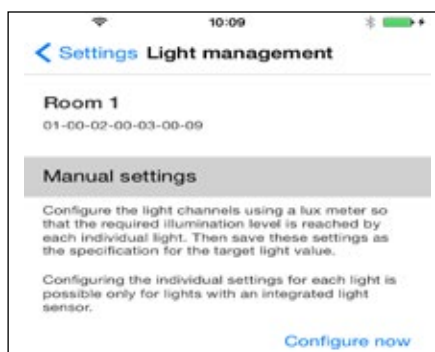 10:09
Settings Light management
Room 1
01-00-02-00-03-00-09
Manual settings
Configure the light channels using a lux meter so
that the required illumination level is reached by
each individual light. Then save these settings as
the specification for the target light value.
Configuring the individual settings for each light is
possible only for lights with an integrated light
sensor.
Configure now